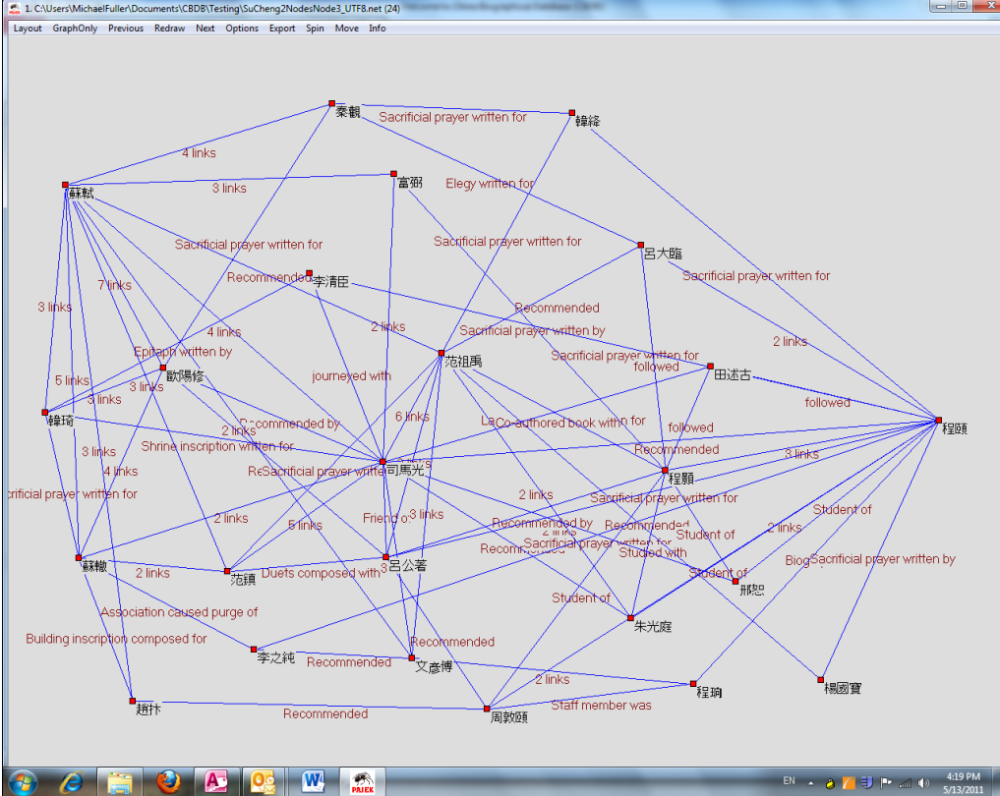 1. C:\Users\MichaelFuller\Documents\CBDB\Testing\SuCheng2NodesNode3_UTF8.net (24)
Layout GraphOnly Previous Redraw Next Options Export Spin Move Info
秦觀
Sacrificial prayer written for
韓絳
4 links
富弼
蘇軾
3 links
Elegy written for
Sacrificial prayer written for
Sacrificial prayer written for
呂大臨
Recommended
李清臣
Sacrificial prayer written for
7 links
3 links
Recommended
4 links
2 links
Sacrificial prayer written by
2 links
Epitaph written by
范祖禹
Sacrificial prayer written for
歐陽修
journeyed with
followed
田述古
5 links
3 links
3 links
followed
韓琦
6 links
Co-authored book with
n for
followed
程頤
Recommended by
2 links
Shrine inscription written for
Recommended
3 links
3 links
司馬光
4 links
Sacrificial prayer writte
程顥
crificial prayer written for
2 links
Sacrificial prayer written for
Student of
2 links
5 links
Friend o
3 links
Recommended by
Recommended
2 links
Student of
Sacrificial prayer written for
Studied with
蘇轍
2 links
范鎮
Duets composed with
呂公著
Student of
Biog
Sacrificial prayer written by
邢恕
Student of
Association caused purge of
朱光庭
Building inscription composed for
Recommended
李之純
Recommended
文彥博
2 links
程珦
楊國寶
趙抃
Recommended
周敦頤
Staff member was
PAJEK
EN
4:19 PM
5/13/2011